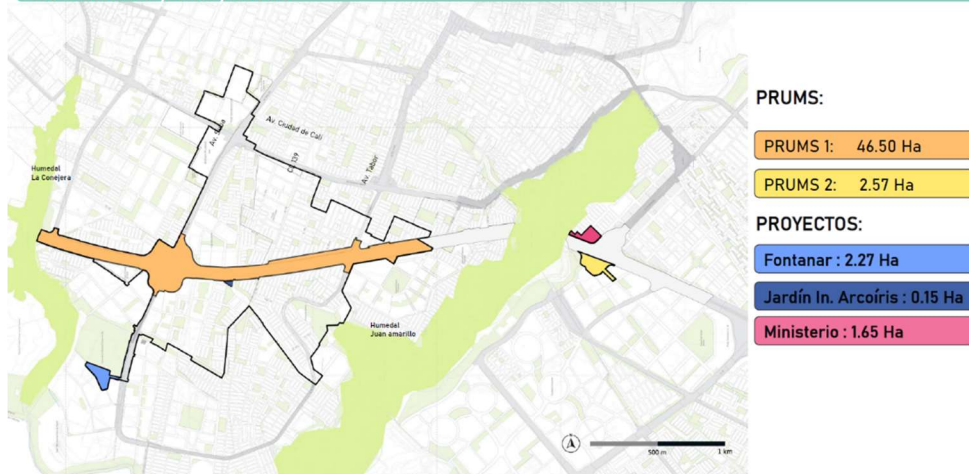 Av. Ciudad de Cali
Av. Tabor
Humedal
La Conejera
Humedal
Juan amarillo
500 m
1 km
PRUMS:
PRUMS 1: 46.50 Ha
PRUMS 2: 2.57 Ha
PROYECTOS:
Fontanar : 2.27 Ha
Jardín In. Arcoíris : 0.15 Ha
Ministerio : 1.65 Ha